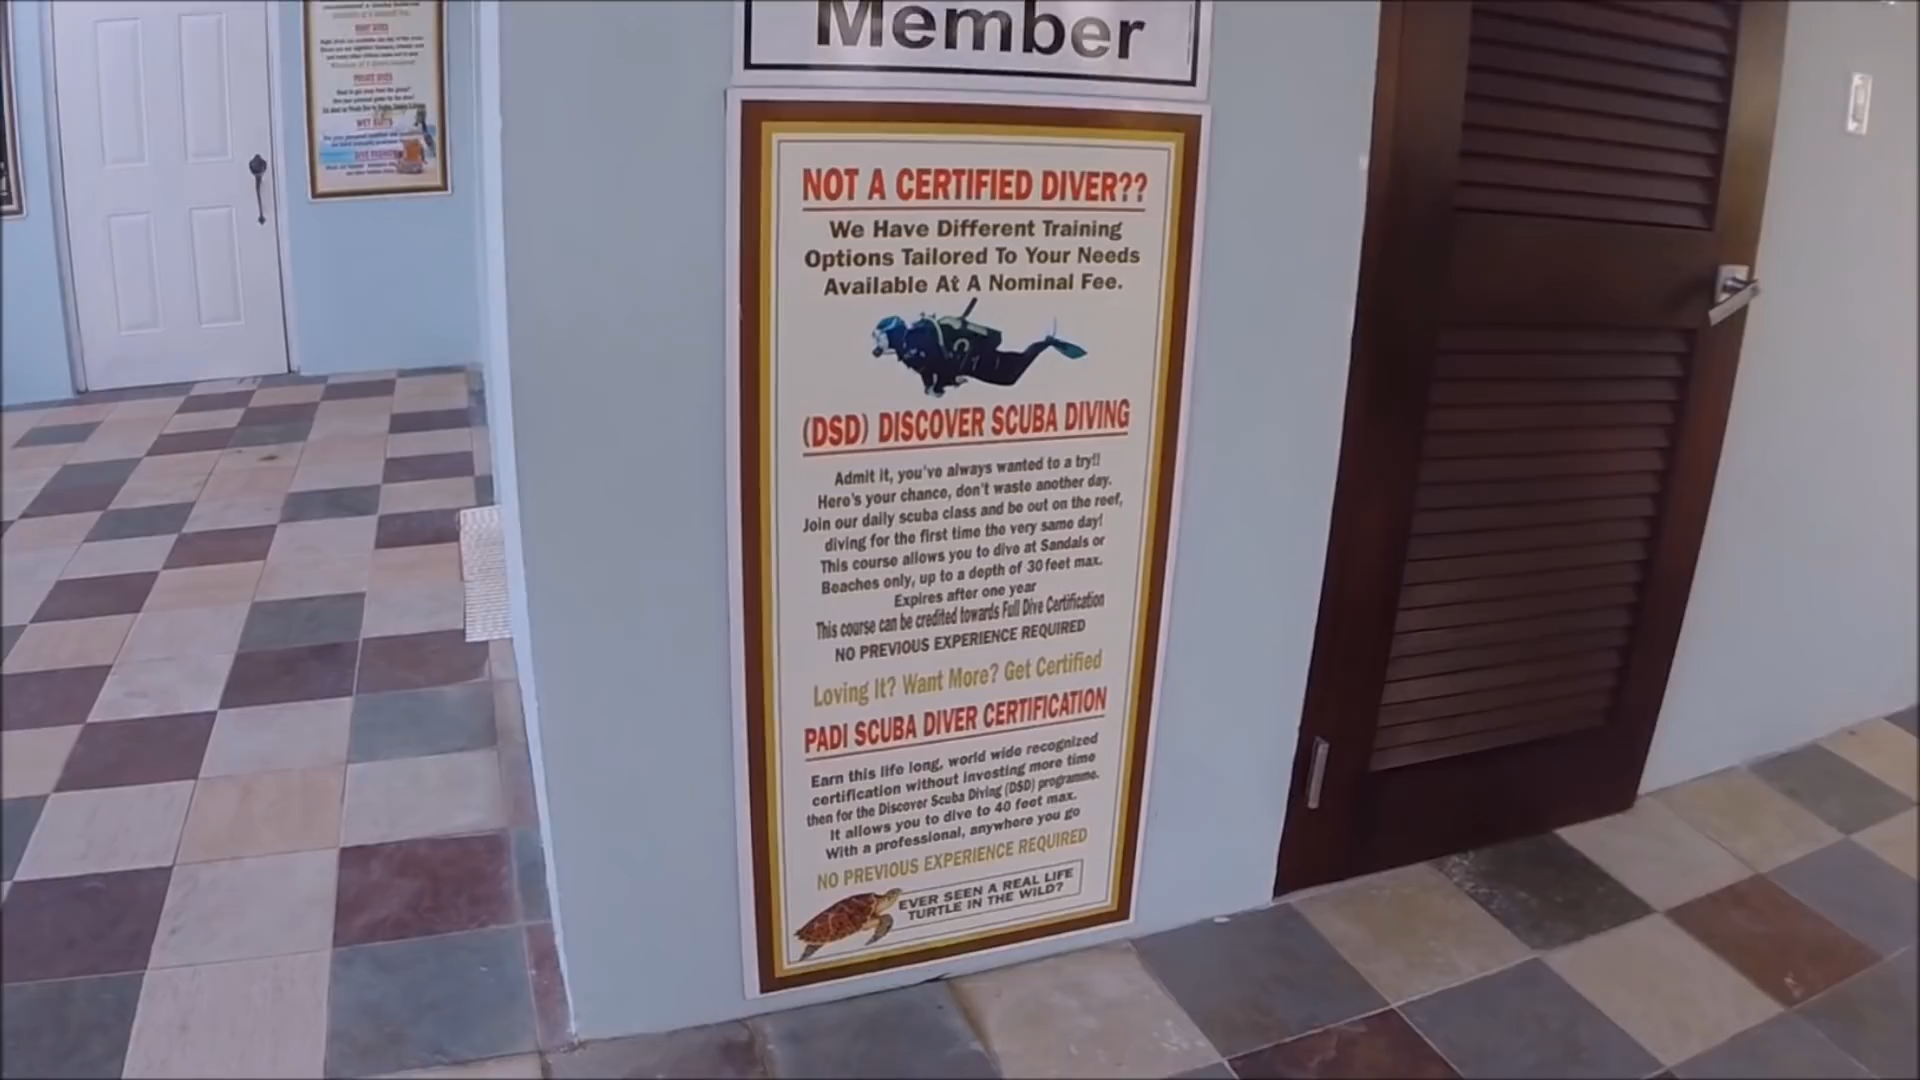 NIGHT DIVES
PRIVATE DIVES
WET SUITS
Member
NOT A CERTIFIED DIVER??
We Have Different Training
Options Tailored To Your Needs
Available At A Nominal Fee.
(DSD) DISCOVER SCUBA DIVING
Admit it, you've always wanted to a try!!
Here's your chance, don't waste another day.
Join our daily scuba class and be out on the reef,
diving for the first time the very same day!
This course allows you to dive at Sandals or
Beaches only, up to a depth of 30 feet max.
Expires after one year
This course can be credited towards Full Dive Certification
NO PREVIOUS EXPERIENCE REQUIRED
Loving It? Want More? Get Certified
PADI SCUBA DIVER CERTIFICATION
Earn this life long, world wide recognized
certification without investing more time
then for the Discover Scuba Diving (DSD) programme.
It allows you to dive to 40 feet max.
With a professional, anywhere you go
NO PREVIOUS EXPERIENCE REQUIRED
EVER SEEN A REAL LIFE
TURTLE IN THE WILD?